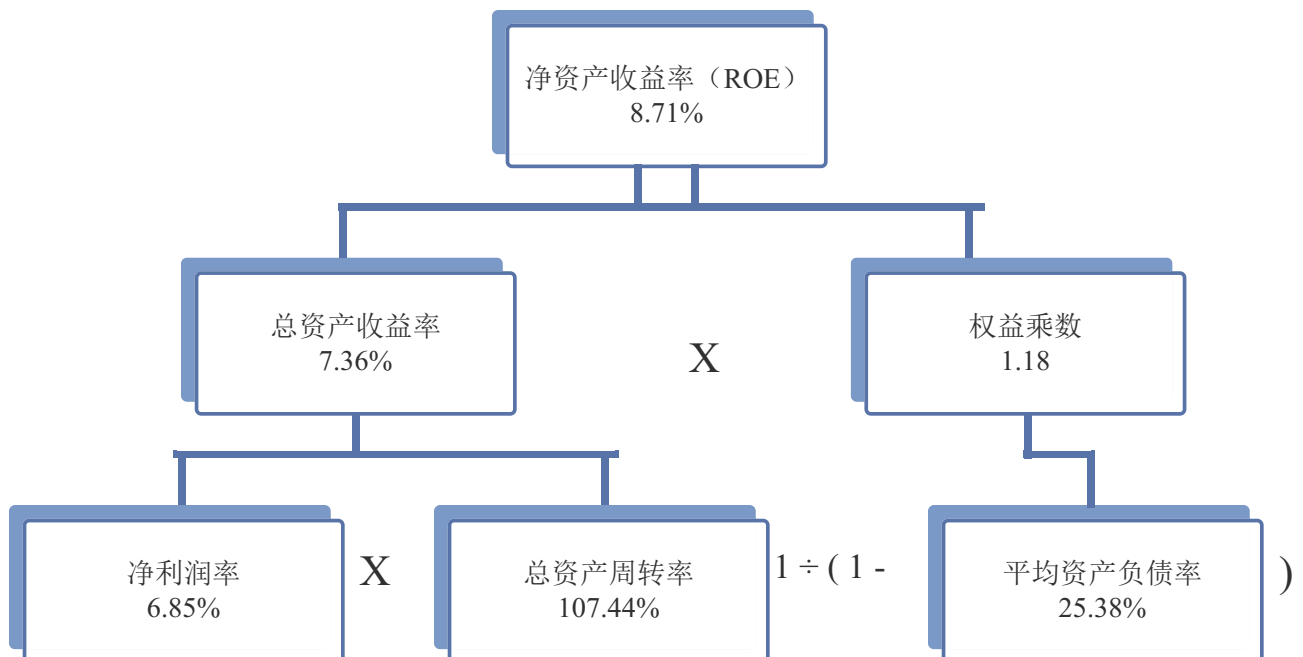 净资产收益率（ROE）
8.71%
总资产收益率
7.36%
X
权益乘数
1.18
净利润率
6.85%
X
总资产周转率
107.44%
1 ÷ ( 1 -
平均资产负债率
25.38%
)